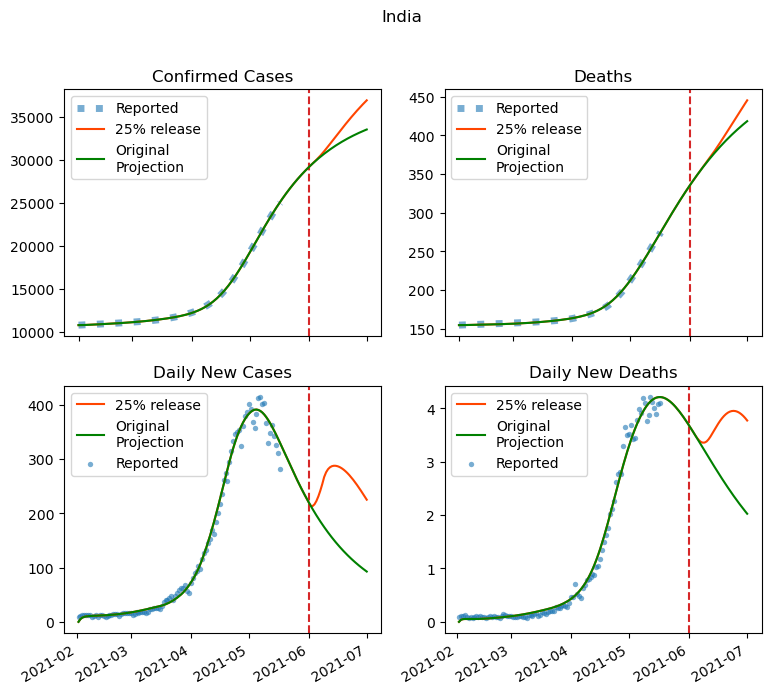 India
Confirmed Cases
Reported
25% release
Original
Projection
35000
30000
25000
20000
15000
10000
Deaths
Reported
25% release
Original
Projection
450
400
350
300
250
200
150
Daily New Cases
25% release
Original
Projection
Reported
400
300
200
100
0
2021-02
2021-03
2021-04
2021-05
2021-06
2021-07
Daily New Deaths
25% release
Original
Projection
Reported
4
3
2
1
0
2021-02
2021-03
2021-04
2021-05
2021-06
2021-07